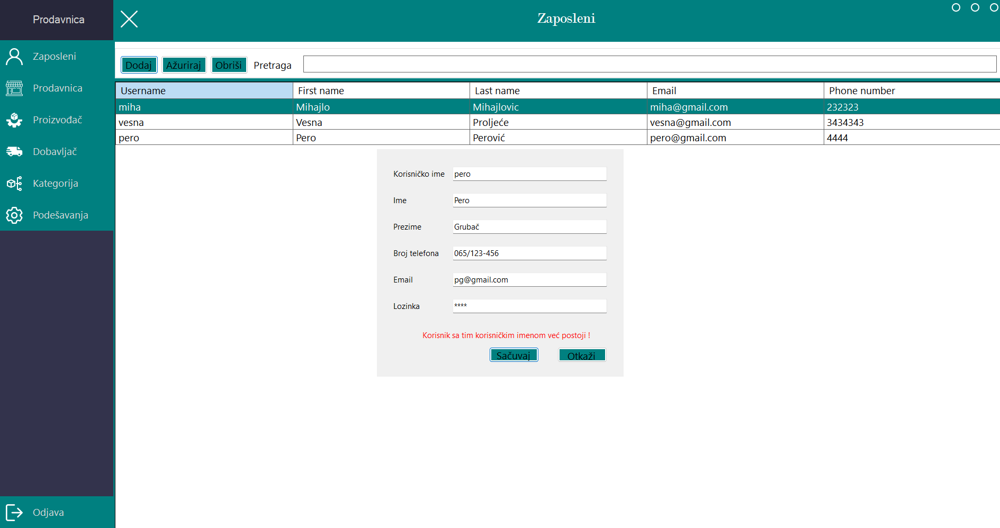 Prodavnica
Zaposleni
Zaposleni
Prodavnica
Proizvođač
Dobavljač
Kategorija
Podešavanja
Odjava
Dodaj Ažuriraj Obriši Pretraga
Username First name Last name Email Phone number
miha Mihajlo Mihajlovic miha@gmail.com 232323
vesna Vesna Proljeće vesna@gmail.com 3434343
pero Pero Perović pero@gmail.com 4444
Korisničko ime pero
Ime Pero
Prezime Grubač
Broj telefona 065/123-456
Email pg@gmail.com
Lozinka ****
Korisnik sa tim korisničkim imenom već postoji !
Sačuvaj Otkaži